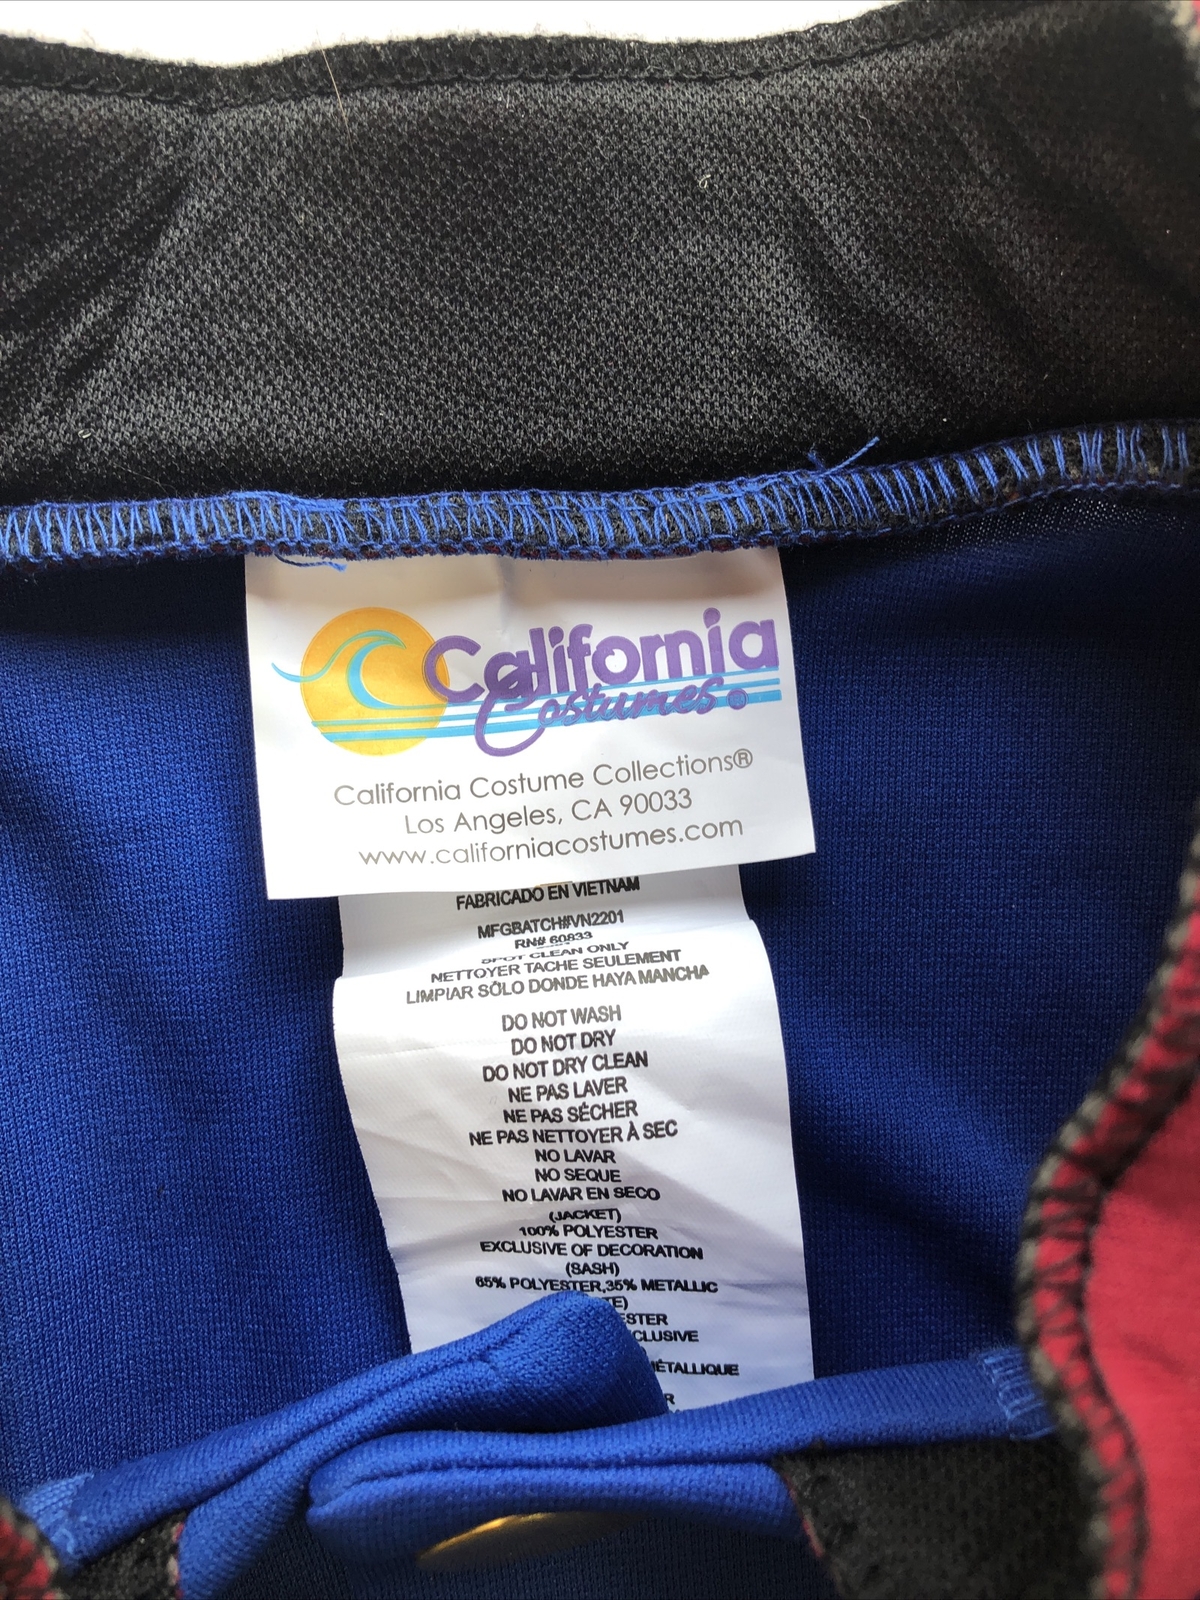 California
Costumes
California Costume Collections®
Los Angeles, CA 90033
www.californiacostumes.com
FABRICADO EN VIETNAM
MFGBATCH#VN2201
RN# 60833
SPOT CLEAN ONLY
NETTOYER TACHE SEULEMENT
LIMPIAR SÓLO DONDE HAYA MANCHA
DO NOT WASH
DO NOT DRY
DO NOT DRY CLEAN
NE PAS LAVER
NE PAS SÉCHER
NE PAS NETTOYER À SEC
NO LAVAR
NO SEQUE
NO LAVAR EN SECO
(JACKET)
100% POLYESTER
EXCLUSIVE OF DECORATION
(SASH)
65% POLYESTER,35% METALLIC